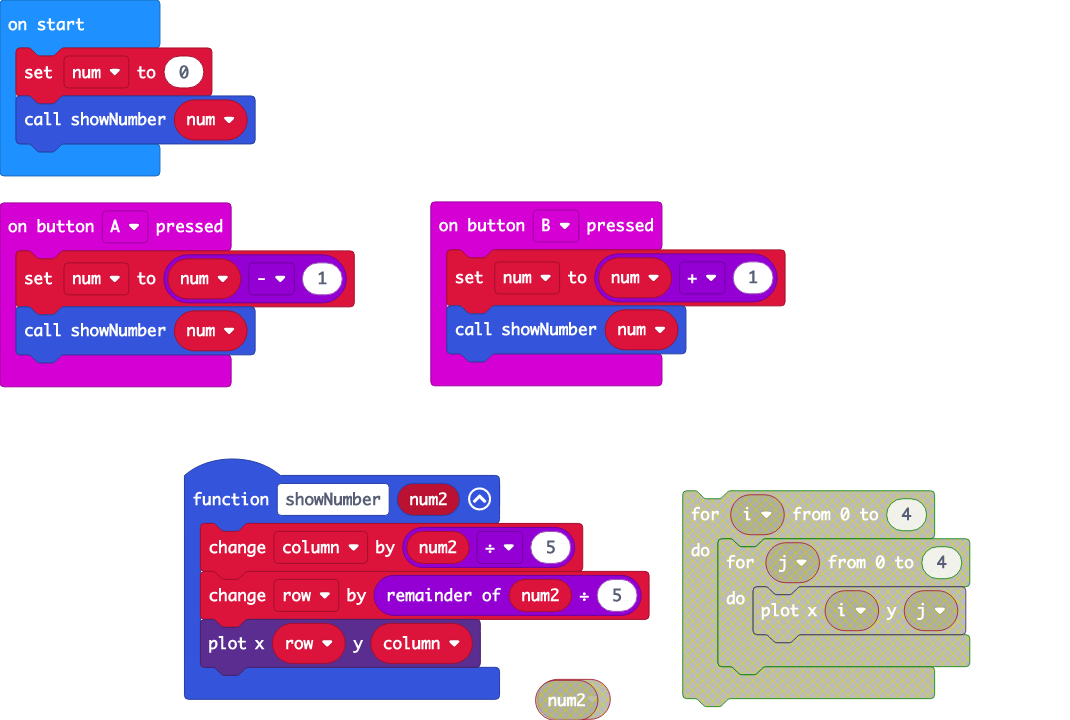 on start
set num to 0
call showNumber num
on button A pressed
set num to num - 1
call showNumber num
on button B pressed
set num to num + 1
call showNumber num
function showNumber num2
change column by num2 ÷ 5
change row by remainder of num2 ÷ 5
plot x row y column
num2
for i from 0 to 4
do
for j from 0 to 4
do
plot x i y j